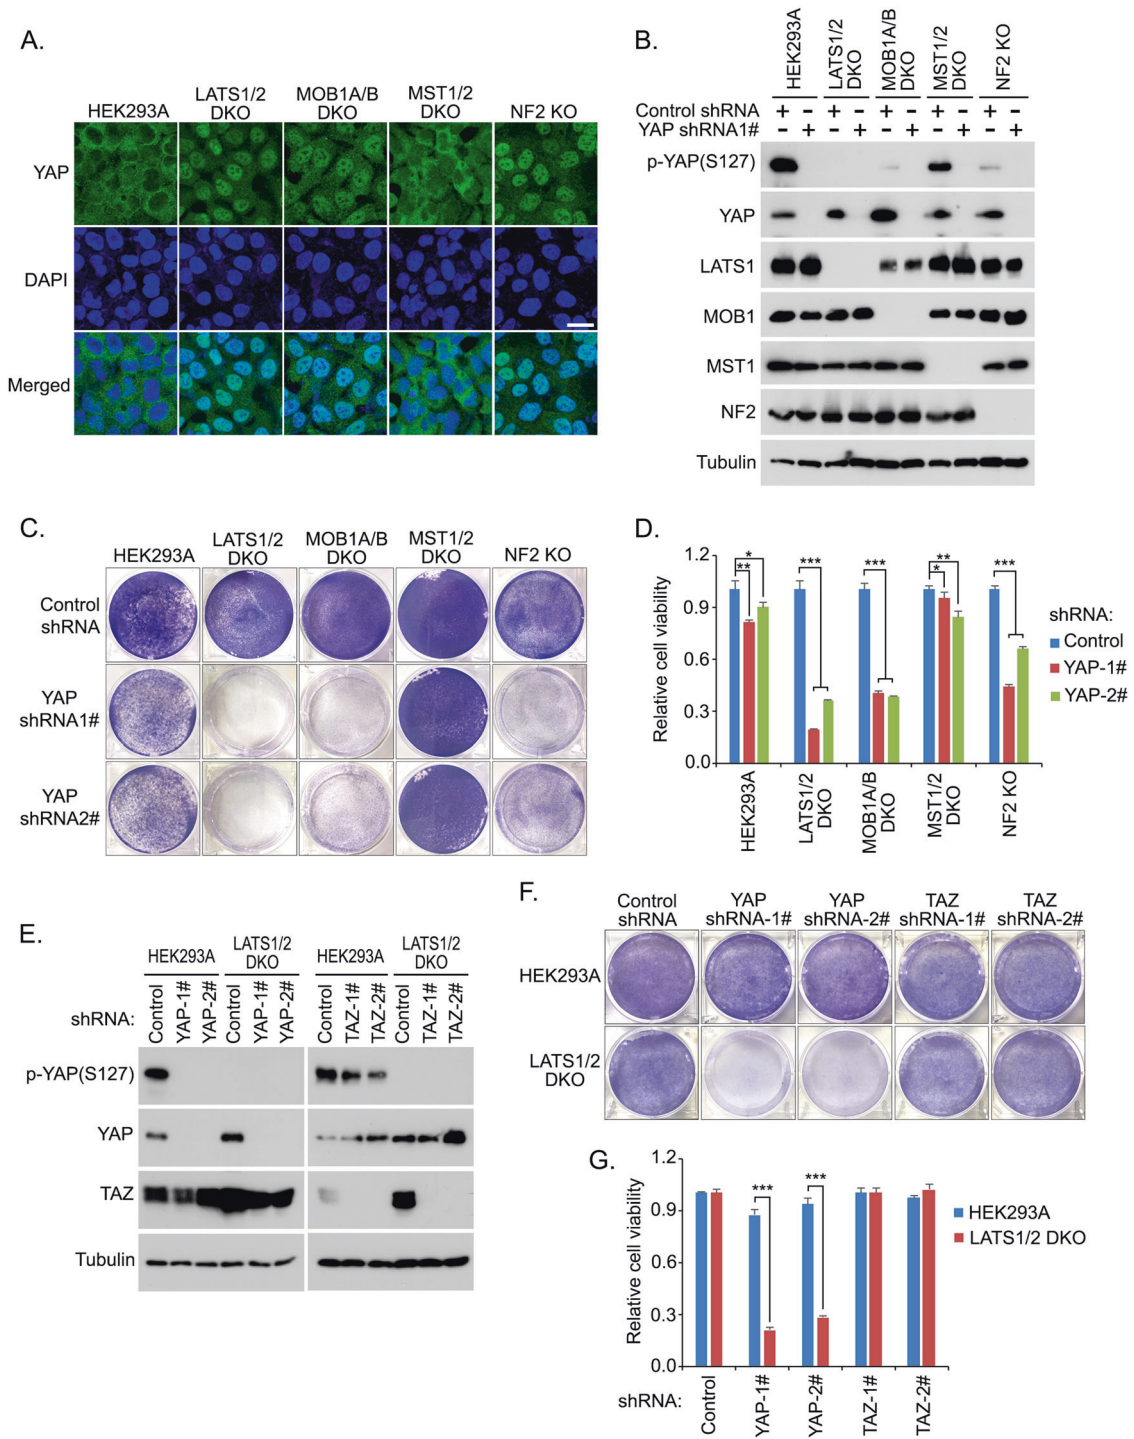 A.
HEK293A
LATS1/2
DKO
MOB1A/B
DKO
MST1/2
DKO
NF2 KO
YAP
DAPI
Merged
B.
HEK293A
LATS1/2
DKO
MOB1A/B
DKO
MST1/2
DKO
NF2 KO
Control shRNA + - + - + - + - + -
YAP shRNA1# - + - + - + - + - +
p-YAP(S127)
YAP
LATS1
MOB1
MST1
NF2
Tubulin
C.
HEK293A
LATS1/2
DKO
MOB1A/B
DKO
MST1/2
DKO
NF2 KO
Control
shRNA
YAP
shRNA1#
YAP
shRNA2#
D.
Relative cell viability
1.2
0.9
0.6
0.3
0.0
*
**
***
***
**
*
***
shRNA:
Control
YAP-1#
YAP-2#
HEK293A
LATS1/2
DKO
MOB1A/B
DKO
MST1/2
DKO
NF2 KO
E.
HEK293A
LATS1/2
DKO
HEK293A
LATS1/2
DKO
shRNA:
Control
YAP-1#
YAP-2#
Control
YAP-1#
YAP-2#
Control
TAZ-1#
TAZ-2#
Control
TAZ-1#
TAZ-2#
p-YAP(S127)
YAP
TAZ
Tubulin
F.
Control
shRNA
YAP
shRNA-1#
YAP
shRNA-2#
TAZ
shRNA-1#
TAZ
shRNA-2#
HEK293A
LATS1/2
DKO
G.
Relative cell viability
1.2
0.9
0.6
0.3
0.0
***
***
HEK293A
LATS1/2 DKO
shRNA:
Control
YAP-1#
YAP-2#
TAZ-1#
TAZ-2#